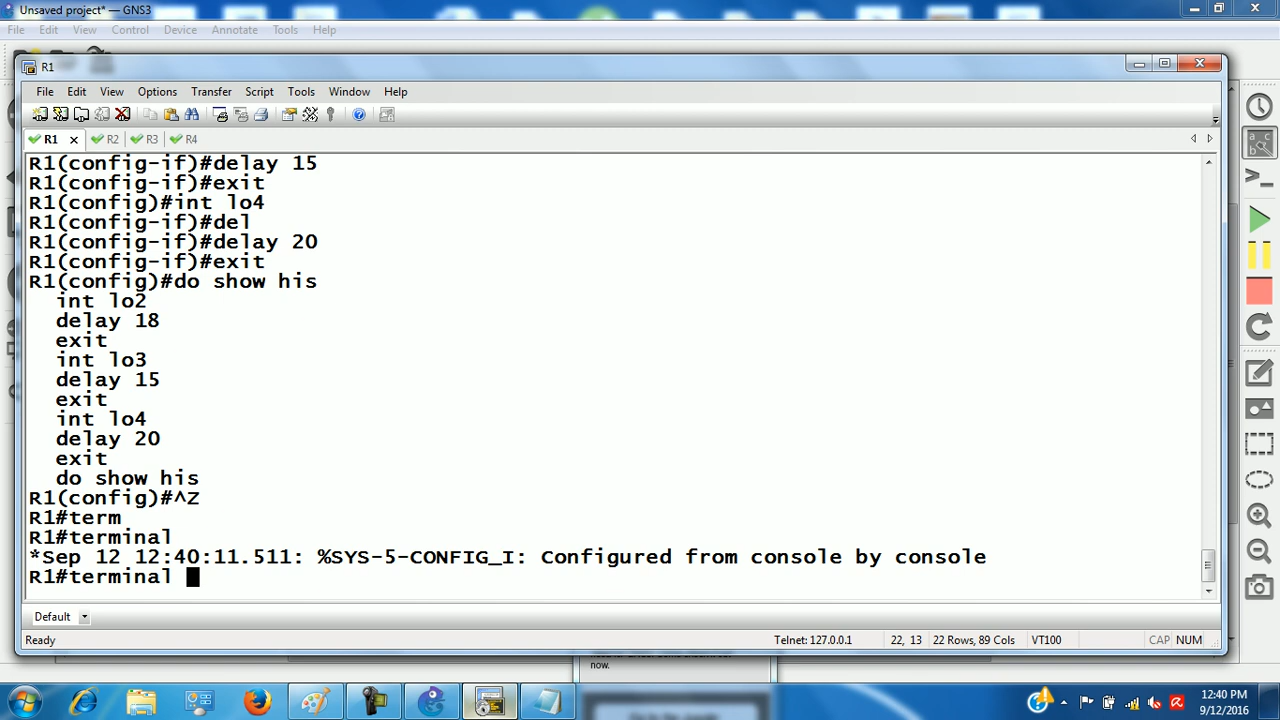 Unsaved project* — GNS3
File Edit View Control Device Annotate Tools Help
R1
File Edit View Options Transfer Script Tools Window Help
R1 R2 R3 R4
R1(config-if)#delay 15
R1(config-if)#exit
R1(config)#int lo4
R1(config-if)#del
R1(config-if)#delay 20
R1(config-if)#exit
R1(config)#do show his
int lo2
delay 18
exit
int lo3
delay 15
exit
int lo4
delay 20
exit
do show his
R1(config)#^Z
R1#term
R1#terminal
*Sep 12 12:40:11.511: %SYS-5-CONFIG_I: Configured from console by console
R1#terminal
Default
Ready Telnet: 127.0.0.1 22, 13 22 Rows, 89 Cols VT100 CAP NUM
now.
12:40 PM
9/12/2016